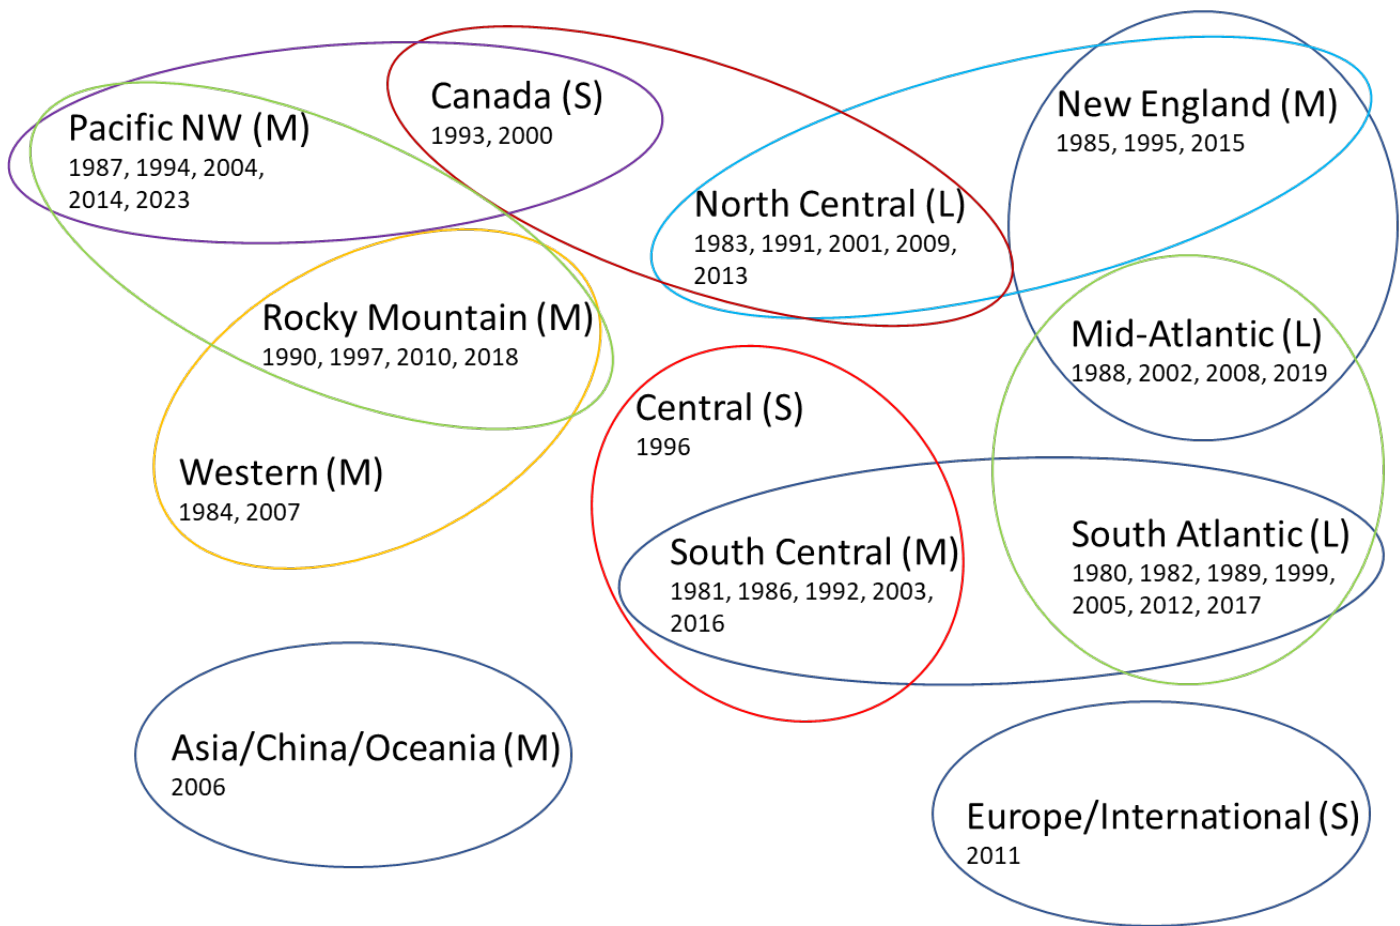 Canada (S)
1993, 2000
New England (M)
1985, 1995, 2015
Pacific NW (M)
1987, 1994, 2004,
2014, 2023
North Central (L)
1983, 1991, 2001, 2009,
2013
Rocky Mountain (M)
1990, 1997, 2010, 2018
Mid-Atlantic (L)
1988, 2002, 2008, 2019
Central (S)
1996
Western (M)
1984, 2007
South Central (M)
1981, 1986, 1992, 2003,
2016
South Atlantic (L)
1980, 1982, 1989, 1999,
2005, 2012, 2017
Asia/China/Oceania (M)
2006
Europe/International (S)
2011